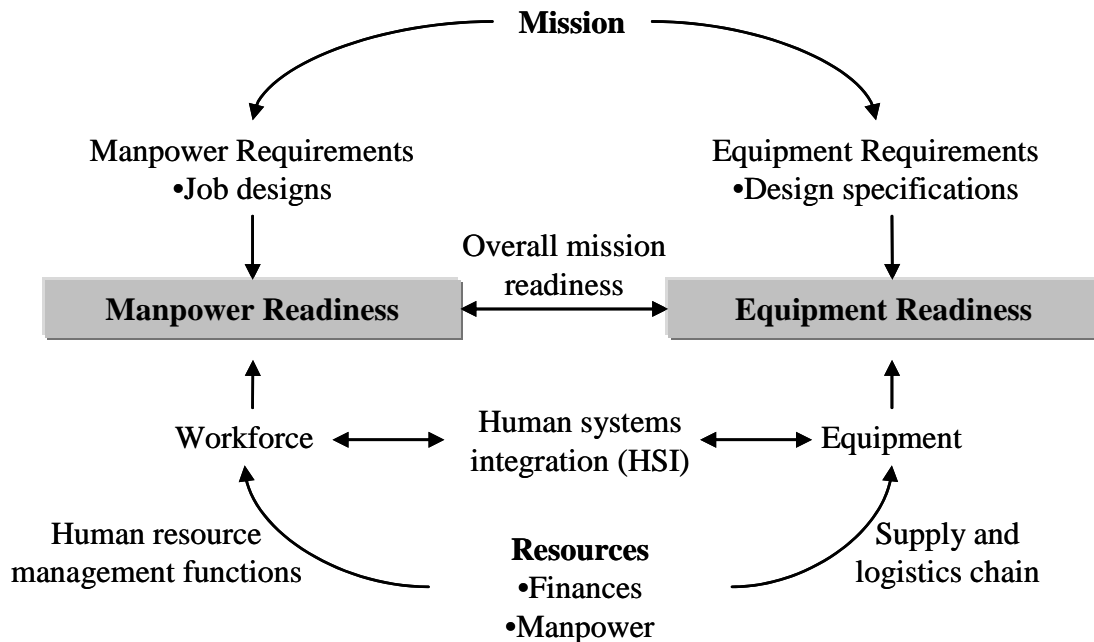 Mission
Manpower Requirements
•Job designs
Equipment Requirements
•Design specifications
Overall mission
readiness
Manpower Readiness
Equipment Readiness
Workforce
Human systems
integration (HSI)
Equipment
Human resource
management functions
Resources
•Finances
•Manpower
Supply and
logistics chain